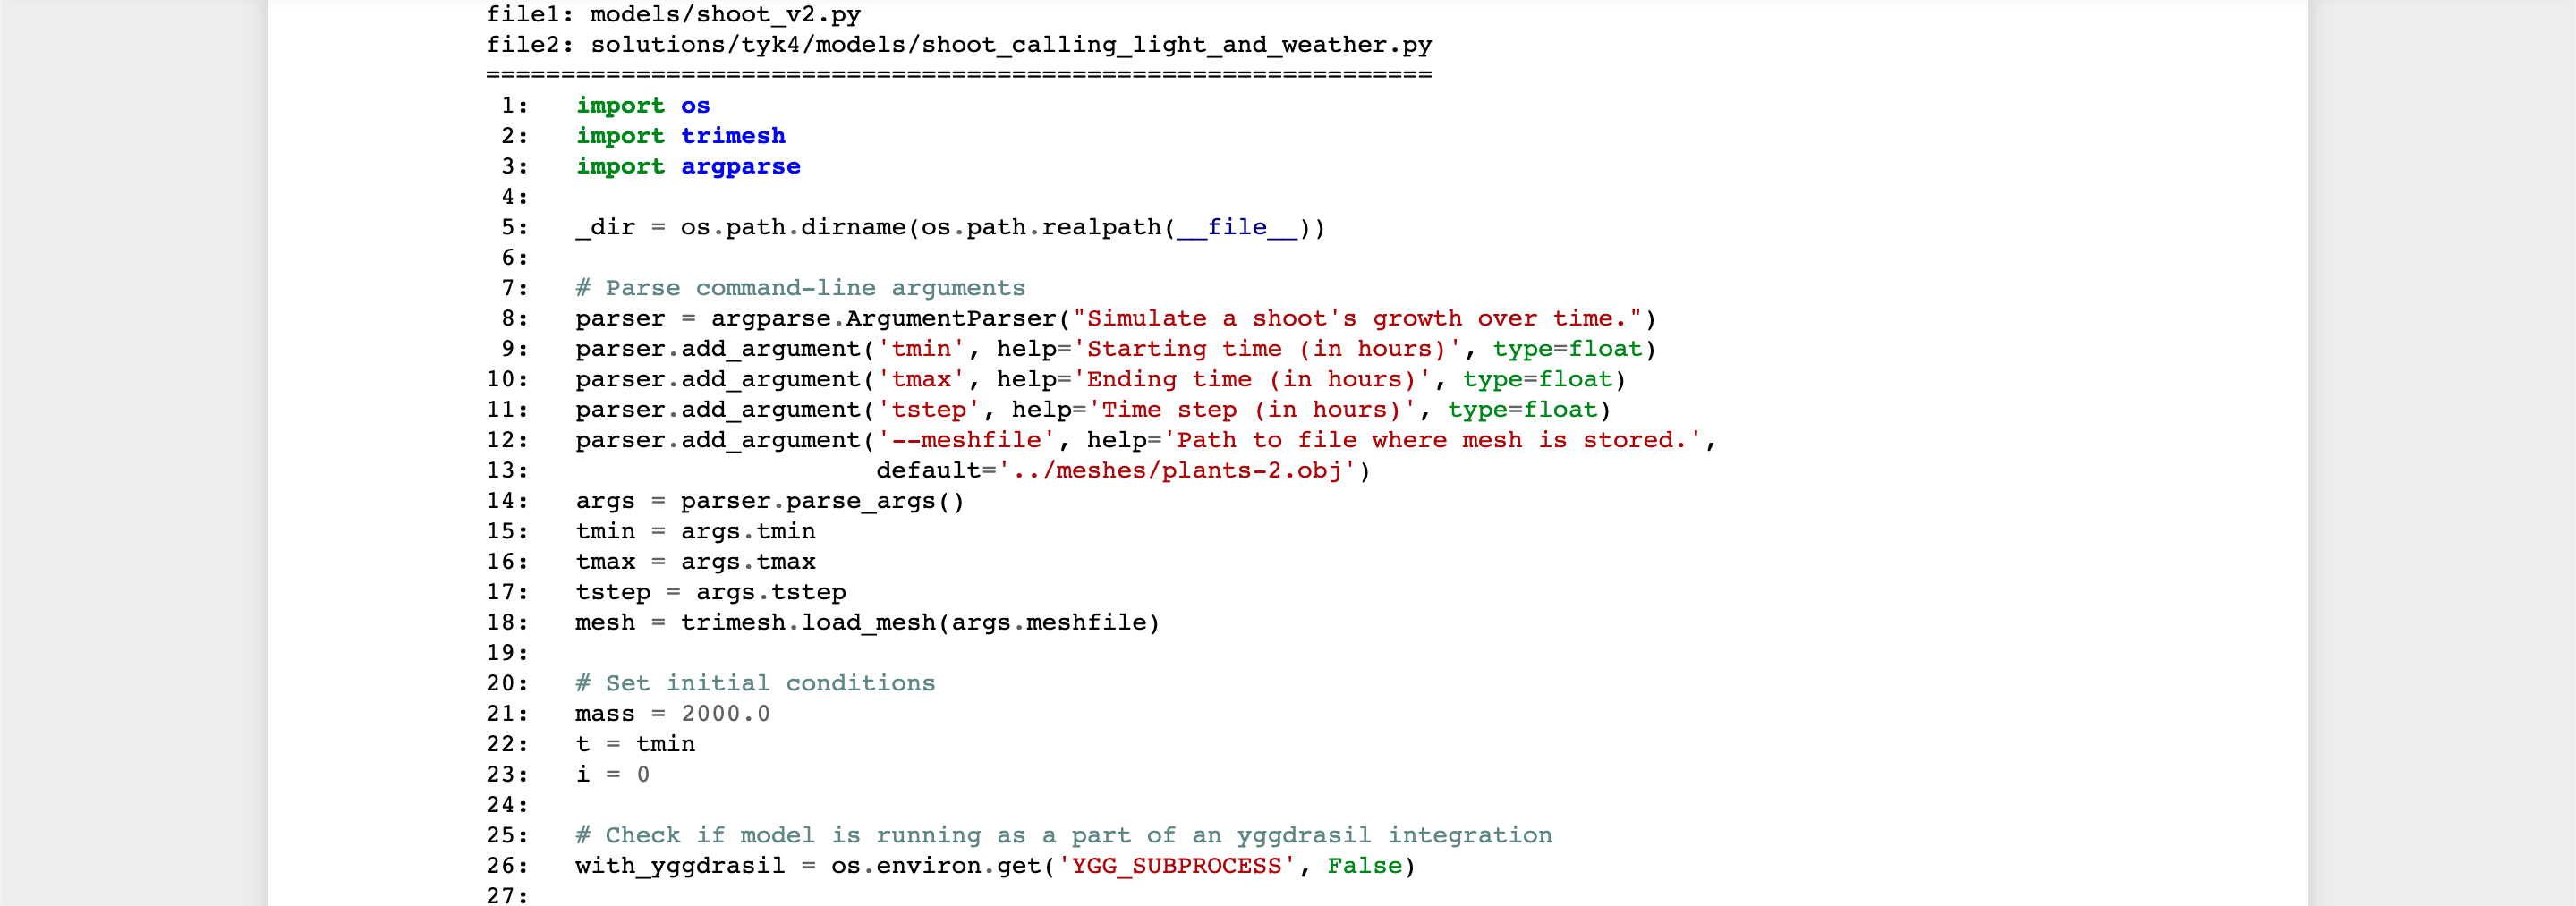 file1: models/shoot_v2.py
file2: solutions/tyk4/models/shoot_calling_light_and_weather.py
===============================================================
1: import os
2: import trimesh
3: import argparse
4:
5: _dir = os.path.dirname(os.path.realpath(__file__))
6:
7: # Parse command-line arguments
8: parser = argparse.ArgumentParser("Simulate a shoot's growth over time.")
9: parser.add_argument('tmin', help='Starting time (in hours)', type=float)
10: parser.add_argument('tmax', help='Ending time (in hours)', type=float)
11: parser.add_argument('tstep', help='Time step (in hours)', type=float)
12: parser.add_argument('--meshfile', help='Path to file where mesh is stored.',
13:                     default='../meshes/plants-2.obj')
14: args = parser.parse_args()
15: tmin = args.tmin
16: tmax = args.tmax
17: tstep = args.tstep
18: mesh = trimesh.load_mesh(args.meshfile)
19:
20: # Set initial conditions
21: mass = 2000.0
22: t = tmin
23: i = 0
24:
25: # Check if model is running as a part of an yggdrasil integration
26: with_yggdrasil = os.environ.get('YGG_SUBPROCESS', False)
27: